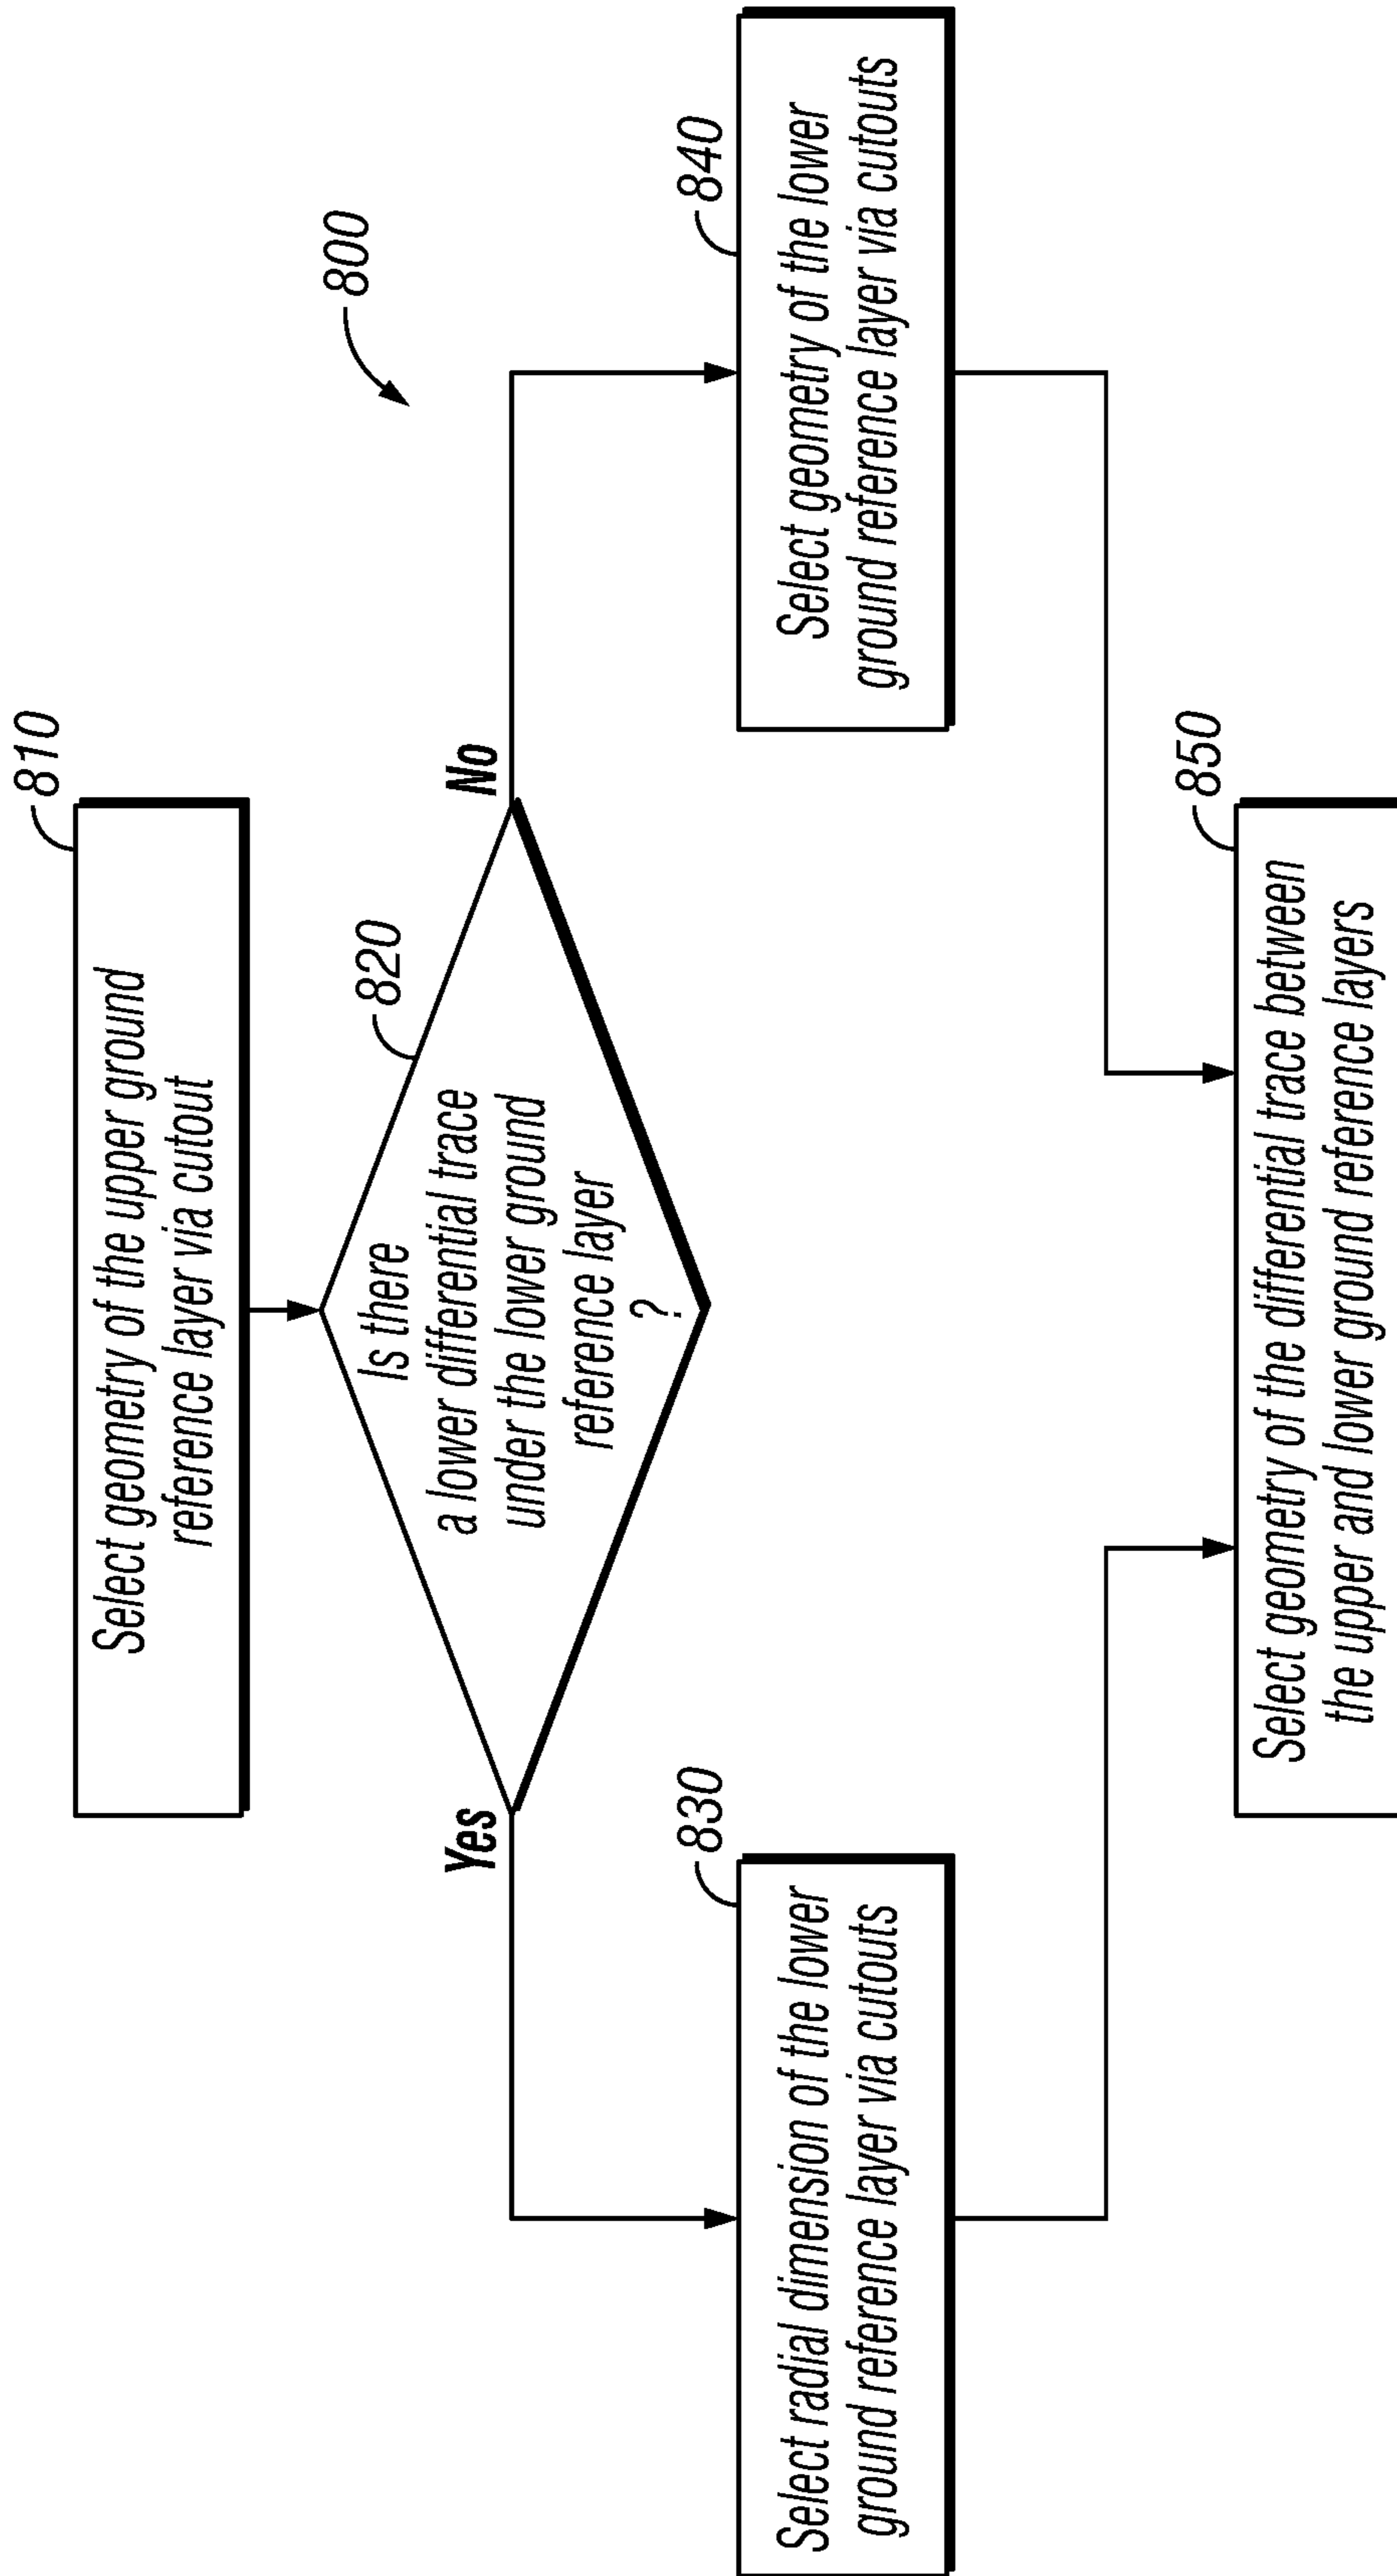 800
810
Select geometry of the upper ground
reference layer via cutout
820
Is there
a lower differential trace
under the lower ground
reference layer
?
Yes
No
830
Select radial dimension of the lower
ground reference layer via cutouts
840
Select geometry of the lower
ground reference layer via cutouts
850
Select geometry of the differential trace between
the upper and lower ground reference layers